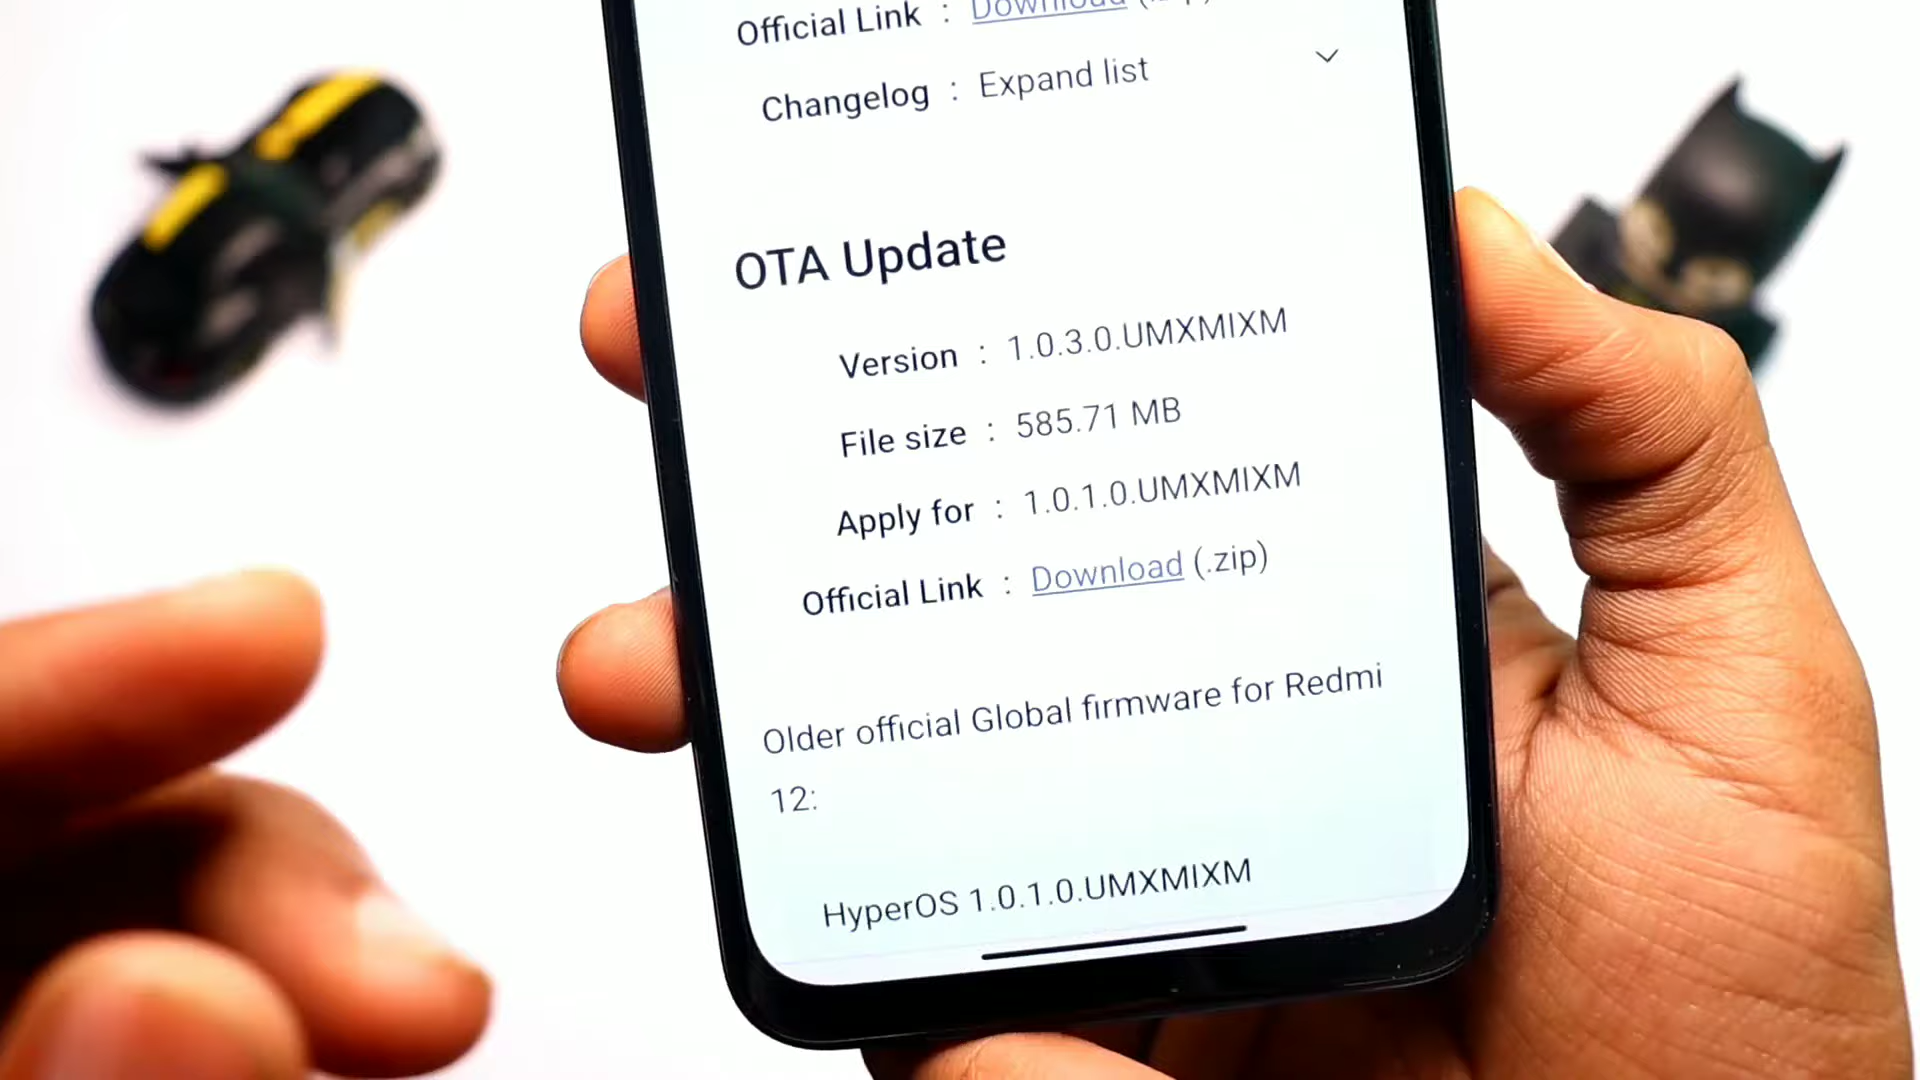 Official Link : Download
Changelog : Expand list
OTA Update
Version : 1.0.3.0.UMXMIXM
File size : 585.71 MB
Apply for : 1.0.1.0.UMXMIXM
Official Link : Download (.zip)
Older official Global firmware for Redmi
12:
HyperOS 1.0.1.0.UMXMIXM